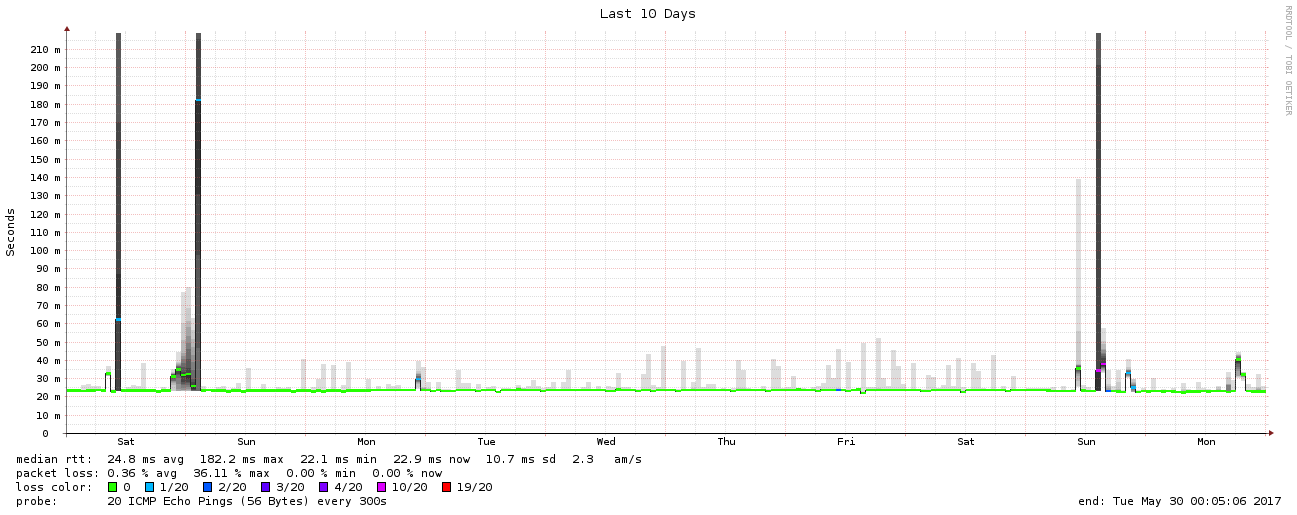 Last 10 Days
RRDTOOL / TOBI OETIKER
Seconds
210 m
200 m
190 m
180 m
170 m
160 m
150 m
140 m
130 m
120 m
110 m
100 m
90 m
80 m
70 m
60 m
50 m
40 m
30 m
20 m
10 m
0
Sat Sun Mon Tue Wed Thu Fri Sat Sun Mon
median rtt: 24.8 ms avg 182.2 ms max 22.1 ms min 22.9 ms now 10.7 ms sd 2.3 am/s
packet loss: 0.36 % avg 36.11 % max 0.00 % min 0.00 % now
loss color: 0 1/20 2/20 3/20 4/20 10/20 19/20
probe: 20 ICMP Echo Pings (56 Bytes) every 300s end: Tue May 30 00:05:06 2017